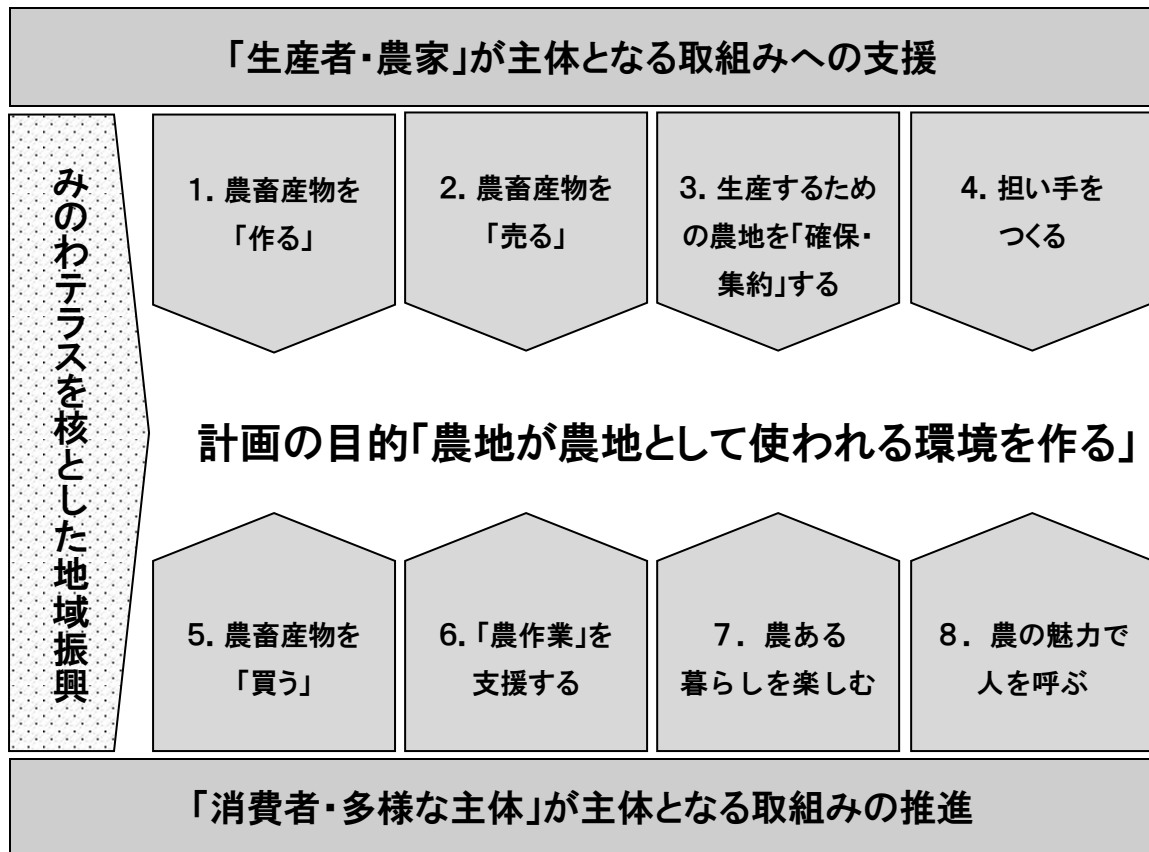 「生産者・農家」が主体となる取組みへの支援
みのわテラスを核とした地域振興
1. 農畜産物を
「作る」
2. 農畜産物を
「売る」
3. 生産するため
の農地を「確保・
集約」する
4. 担い手を
つくる
計画の目的「農地が農地として使われる環境を作る」
5. 農畜産物を
「買う」
6.「農作業」を
支援する
7. 農ある
暮らしを楽しむ
8. 農の魅力で
人を呼ぶ
「消費者・多様な主体」が主体となる取組みの推進